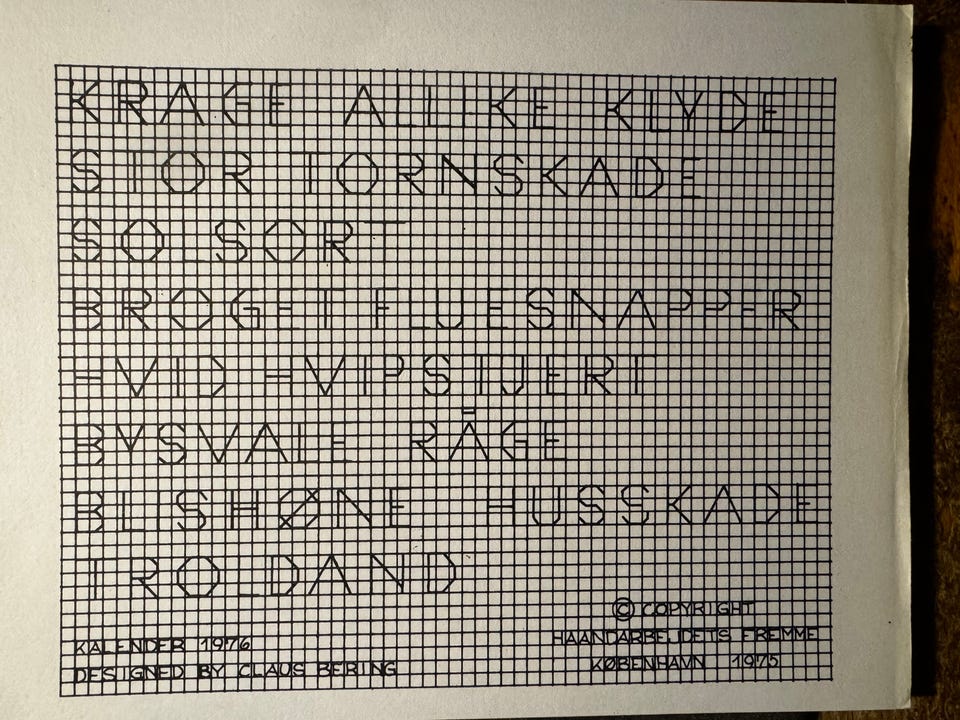 KRAGE ALLIKE KLYDE
STOR TORNSKADE
SOLSORT
BROGET FLUESNAPPER
HVID HVIPSTJERT
BYSVALE RÅGE
BLISHØNE HUSSKADE
TROLDAND
© COPYRIGHT
HAANDARBEJDETS FREMME
KØBENHAVN 1975
KALENDER 1976
DESIGNED BY CLAUS BERING